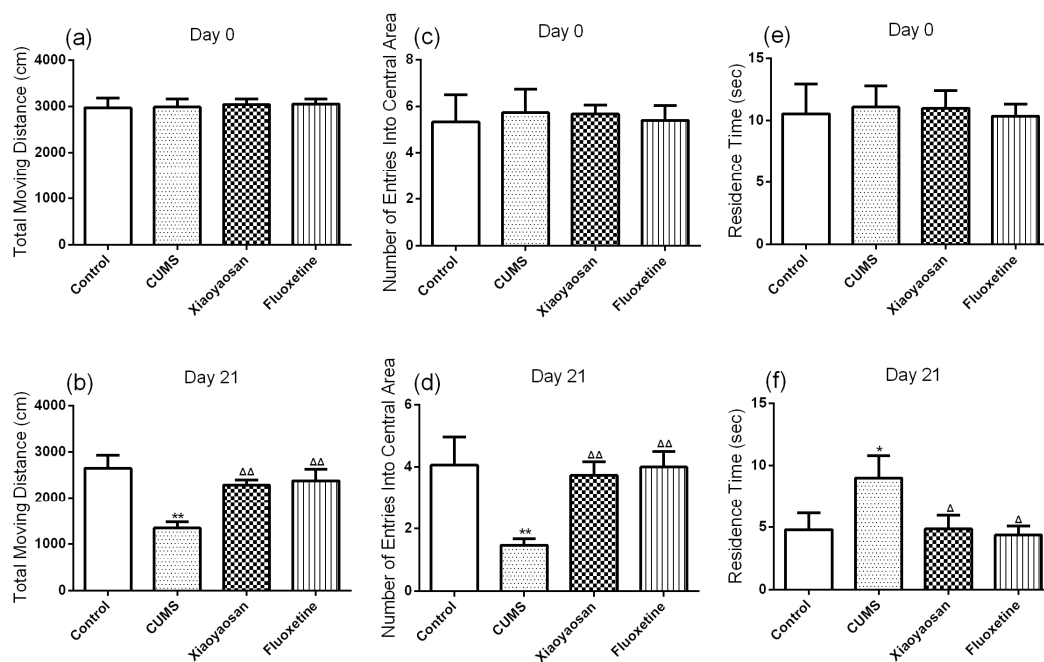 (a)
Day 0
Total Moving Distance (cm)
4000
3000
2000
1000
0
Control
CUMS
Xiaoyaosan
Fluoxetine
(c)
Day 0
Number of Entries Into Central Area
8
6
4
2
0
Control
CUMS
Xiaoyaosan
Fluoxetine
(e)
Day 0
Residence Time (sec)
15
10
5
0
Control
CUMS
Xiaoyaosan
Fluoxetine
(b)
Day 21
Total Moving Distance (cm)
4000
3000
2000
1000
0
**
ΔΔ
ΔΔ
Control
CUMS
Xiaoyaosan
Fluoxetine
(d)
Day 21
Number of Entries Into Central Area
6
4
2
0
**
ΔΔ
ΔΔ
Control
CUMS
Xiaoyaosan
Fluoxetine
(f)
Day 21
Residence Time (sec)
15
10
5
0
*
Δ
Δ
Control
CUMS
Xiaoyaosan
Fluoxetine